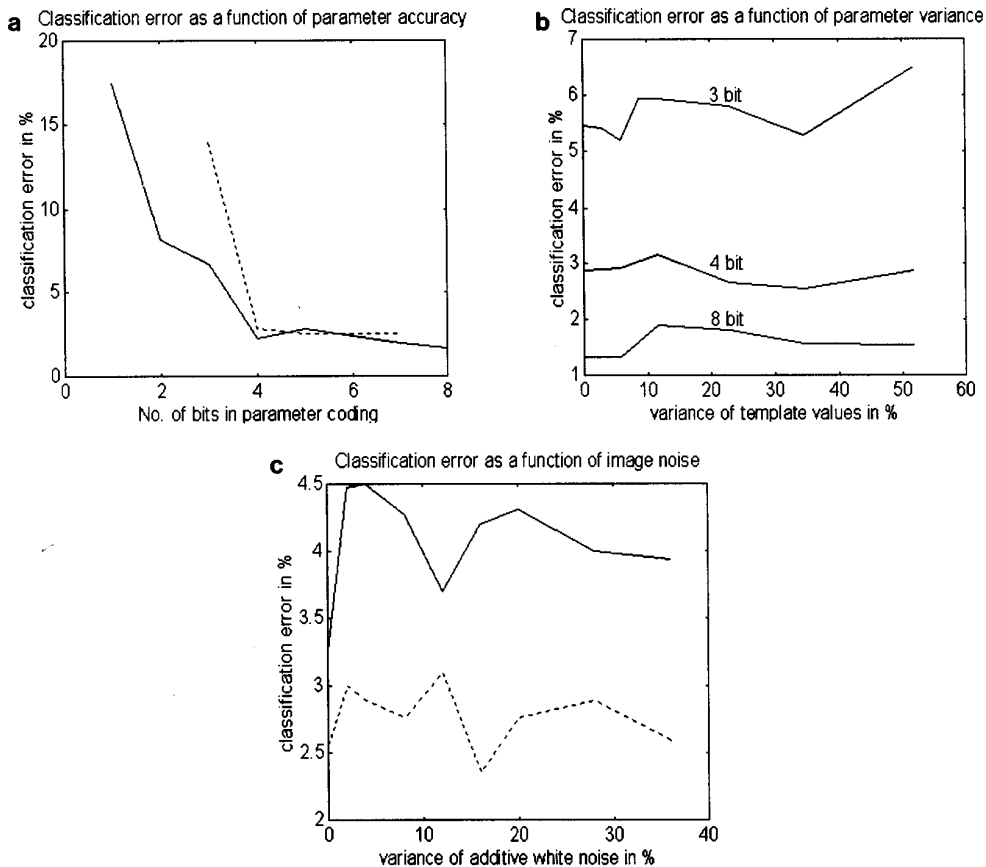 a Classification error as a function of parameter accuracy
20
15
10
5
0
classification error in %
0 2 4 6 8
No. of bits in parameter coding
b Classification error as a function of parameter variance
7
6
5
4
3
2
1
classification error in %
3 bit
4 bit
8 bit
0 10 20 30 40 50 60
variance of template values in %
c Classification error as a function of image noise
4.5
4
3.5
3
2.5
2
classification error in %
0 10 20 30 40
variance of additive white noise in %